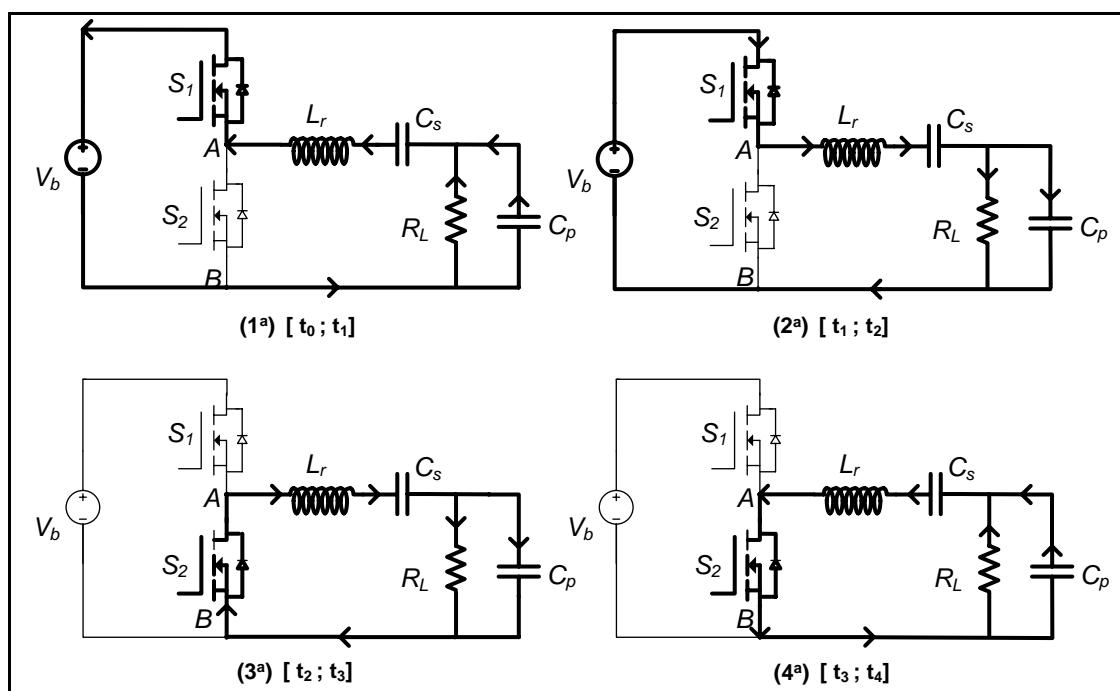 S1
Lr
Cs
A
Vb
S2
RL
Cp
B
(1ª) [ t0 ; t1]
S1
Lr
Cs
A
Vb
S2
RL
Cp
B
(2ª) [ t1 ; t2]
S1
Lr
Cs
A
Vb
S2
RL
Cp
B
(3ª) [ t2 ; t3]
S1
Lr
Cs
A
Vb
S2
RL
Cp
B
(4ª) [ t3 ; t4]